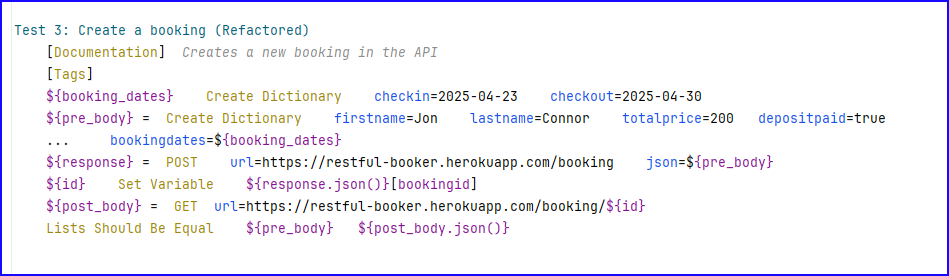 Test 3: Create a booking (Refactored)
[Documentation]  Creates a new booking in the API
[Tags]
${booking_dates}    Create Dictionary    checkin=2025-04-23    checkout=2025-04-30
${pre_body} =  Create Dictionary    firstname=Jon    lastname=Connor    totalprice=200   depositpaid=true
...     bookingdates=${booking_dates}
${response} =  POST    url=https://restful-booker.herokuapp.com/booking    json=${pre_body}
${id}    Set Variable    ${response.json()}[bookingid]
${post_body} =  GET  url=https://restful-booker.herokuapp.com/booking/${id}
Lists Should Be Equal    ${pre_body}   ${post_body.json()}